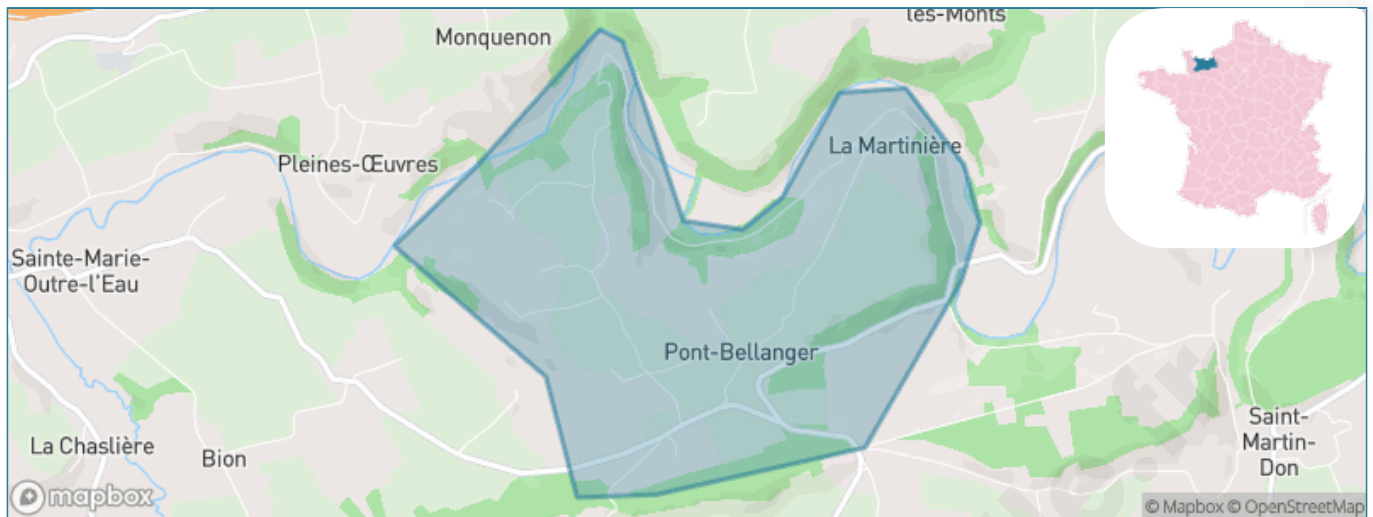 les-Monts
Monquenon
La Martinière
Pleines-Œuvres
Sainte-Marie-
Outre-l'Eau
Pont-Bellanger
La Chaslière
Bion
Saint-
Martin-
Don
mapbox
© Mapbox © OpenStreetMap